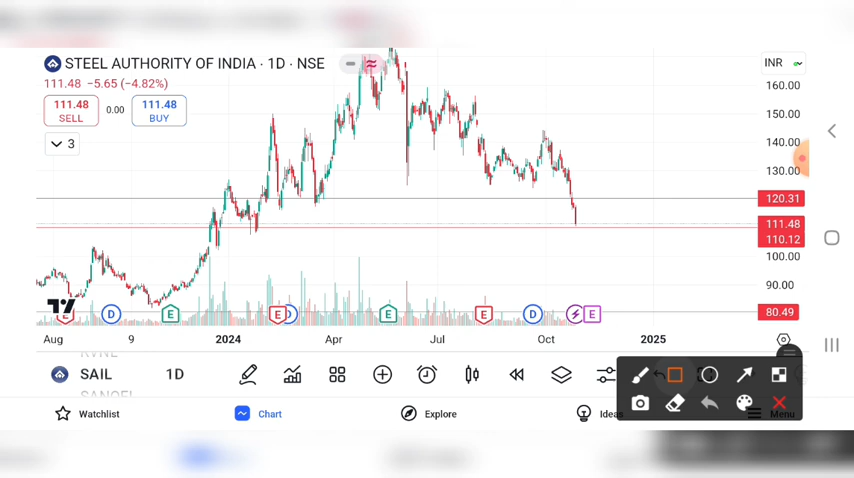 STEEL AUTHORITY OF INDIA · 1D · NSE
INR
111.48 −5.65 (−4.82%)
111.48 SELL
0.00
111.48 BUY
3
160.00
150.00
140.00
130.00
120.31
111.48
110.12
100.00
90.00
80.49
E D E E D E E D E
Aug 9 2024 Apr Jul Oct 2025
SAIL 1D
Watchlist Chart Explore Ideas Menu